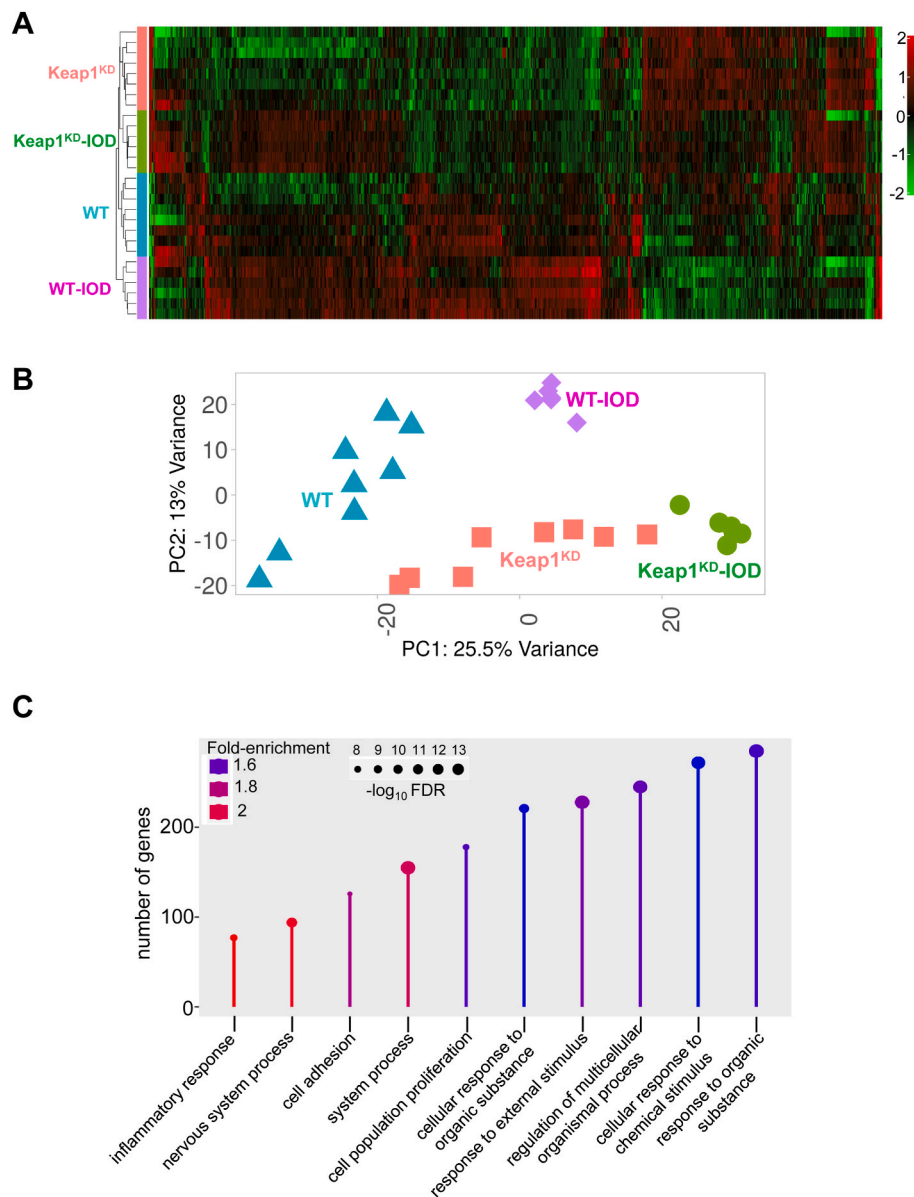 A
Keap1ᴷᴰ
Keap1ᴷᴰ-IOD
WT
WT-IOD
2
1
0
-1
-2
B
PC2: 13% Variance
20
10
0
-10
-20
WT
WT-IOD
Keap1ᴷᴰ
Keap1ᴷᴰ-IOD
-20
0
20
PC1: 25.5% Variance
C
Fold-enrichment
1.6
1.8
2
8 9 10 11 12 13
-log₁₀ FDR
number of genes
200
100
0
inflammatory response
nervous system process
cell adhesion
system process
cell population proliferation
cellular response to
organic substance
response to external stimulus
regulation of multicellular
organismal process
cellular response to
chemical stimulus
response to organic
substance